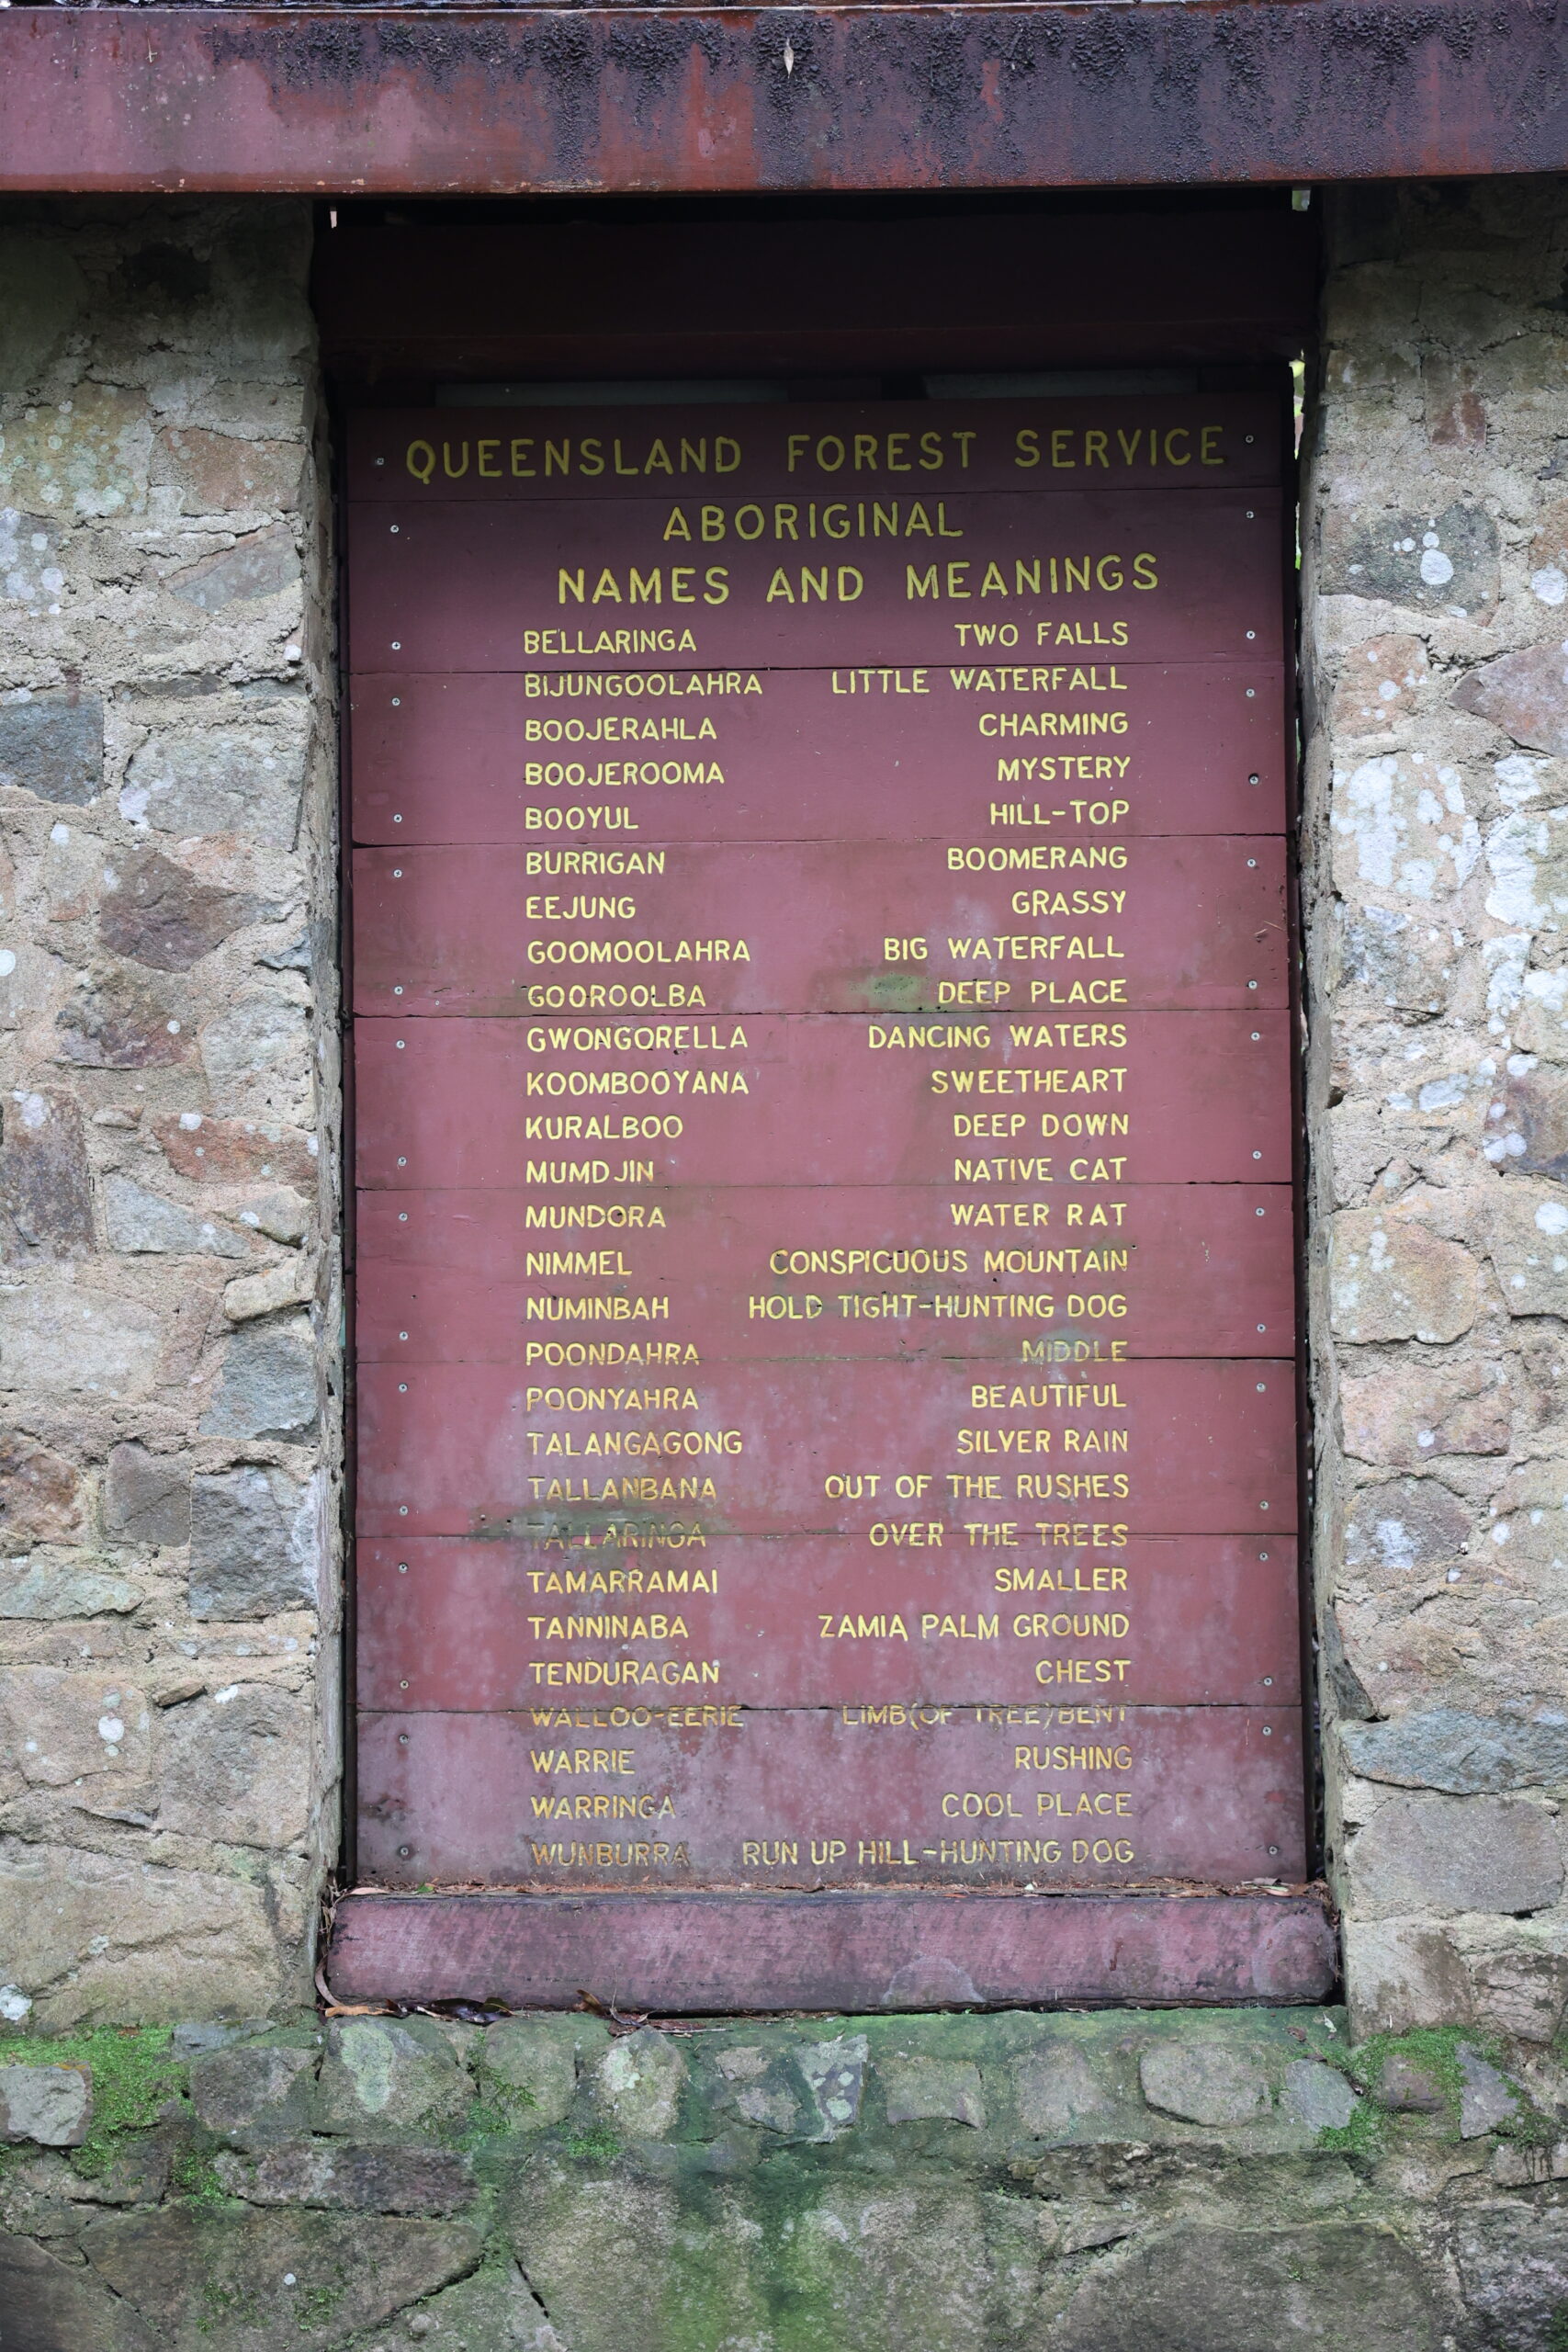 QUEENSLAND FOREST SERVICE
ABORIGINAL
NAMES AND MEANINGS
BELLARINGA TWO FALLS
BIJUNGOOLAHRA LITTLE WATERFALL
BOOJERAHLA CHARMING
BOOJEROOMA MYSTERY
BOOYUL HILL-TOP
BURRIGAN BOOMERANG
EEJUNG GRASSY
GOOMOOLAHRA BIG WATERFALL
GOOROOLBA DEEP PLACE
GWONGORELLA DANCING WATERS
KOOMBOOYANA SWEETHEART
KURALBOO DEEP DOWN
MUMDJIN NATIVE CAT
MUNDORA WATER RAT
NIMMEL CONSPICUOUS MOUNTAIN
NUMINBAH HOLD TIGHT-HUNTING DOG
POONDAHRA MIDDLE
POONYAHRA BEAUTIFUL
TALANGAGONG SILVER RAIN
TALLANBANA OUT OF THE RUSHES
TALLARINGA OVER THE TREES
TAMARRAMAI SMALLER
TANNINABA ZAMIA PALM GROUND
TENDURAGAN CHEST
WALLOO-EERIE LIMB(OF TREE)BENT
WARRIE RUSHING
WARRINGA COOL PLACE
WUNBURRA RUN UP HILL-HUNTING DOG